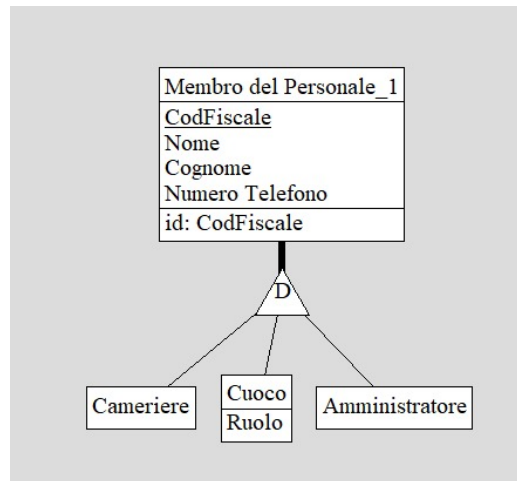 Membro del Personale_1
CodFiscale
Nome
Cognome
Numero Telefono
id: CodFiscale
D
Cameriere
Cuoco
Ruolo
Amministratore